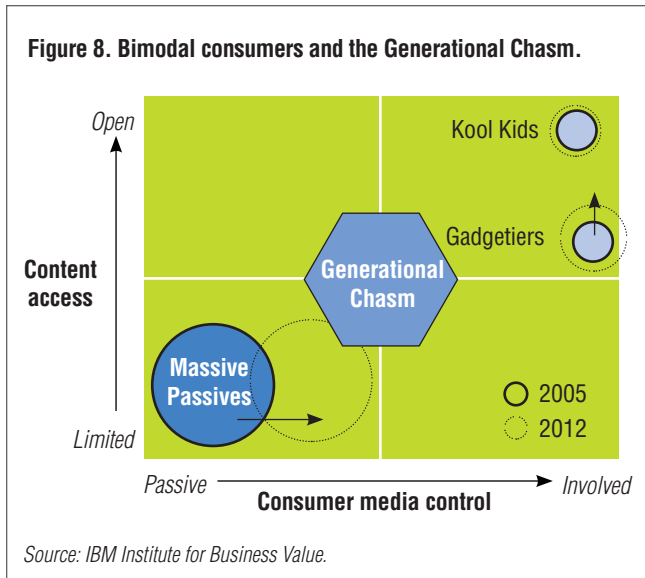 Figure 8. Bimodal consumers and the Generational Chasm.
Open
Kool Kids
Gadgetiers
Content
access
Generational
Chasm
Massive
Passives
2005
2012
Limited
Passive
Involved
Consumer media control
Source: IBM Institute for Business Value.